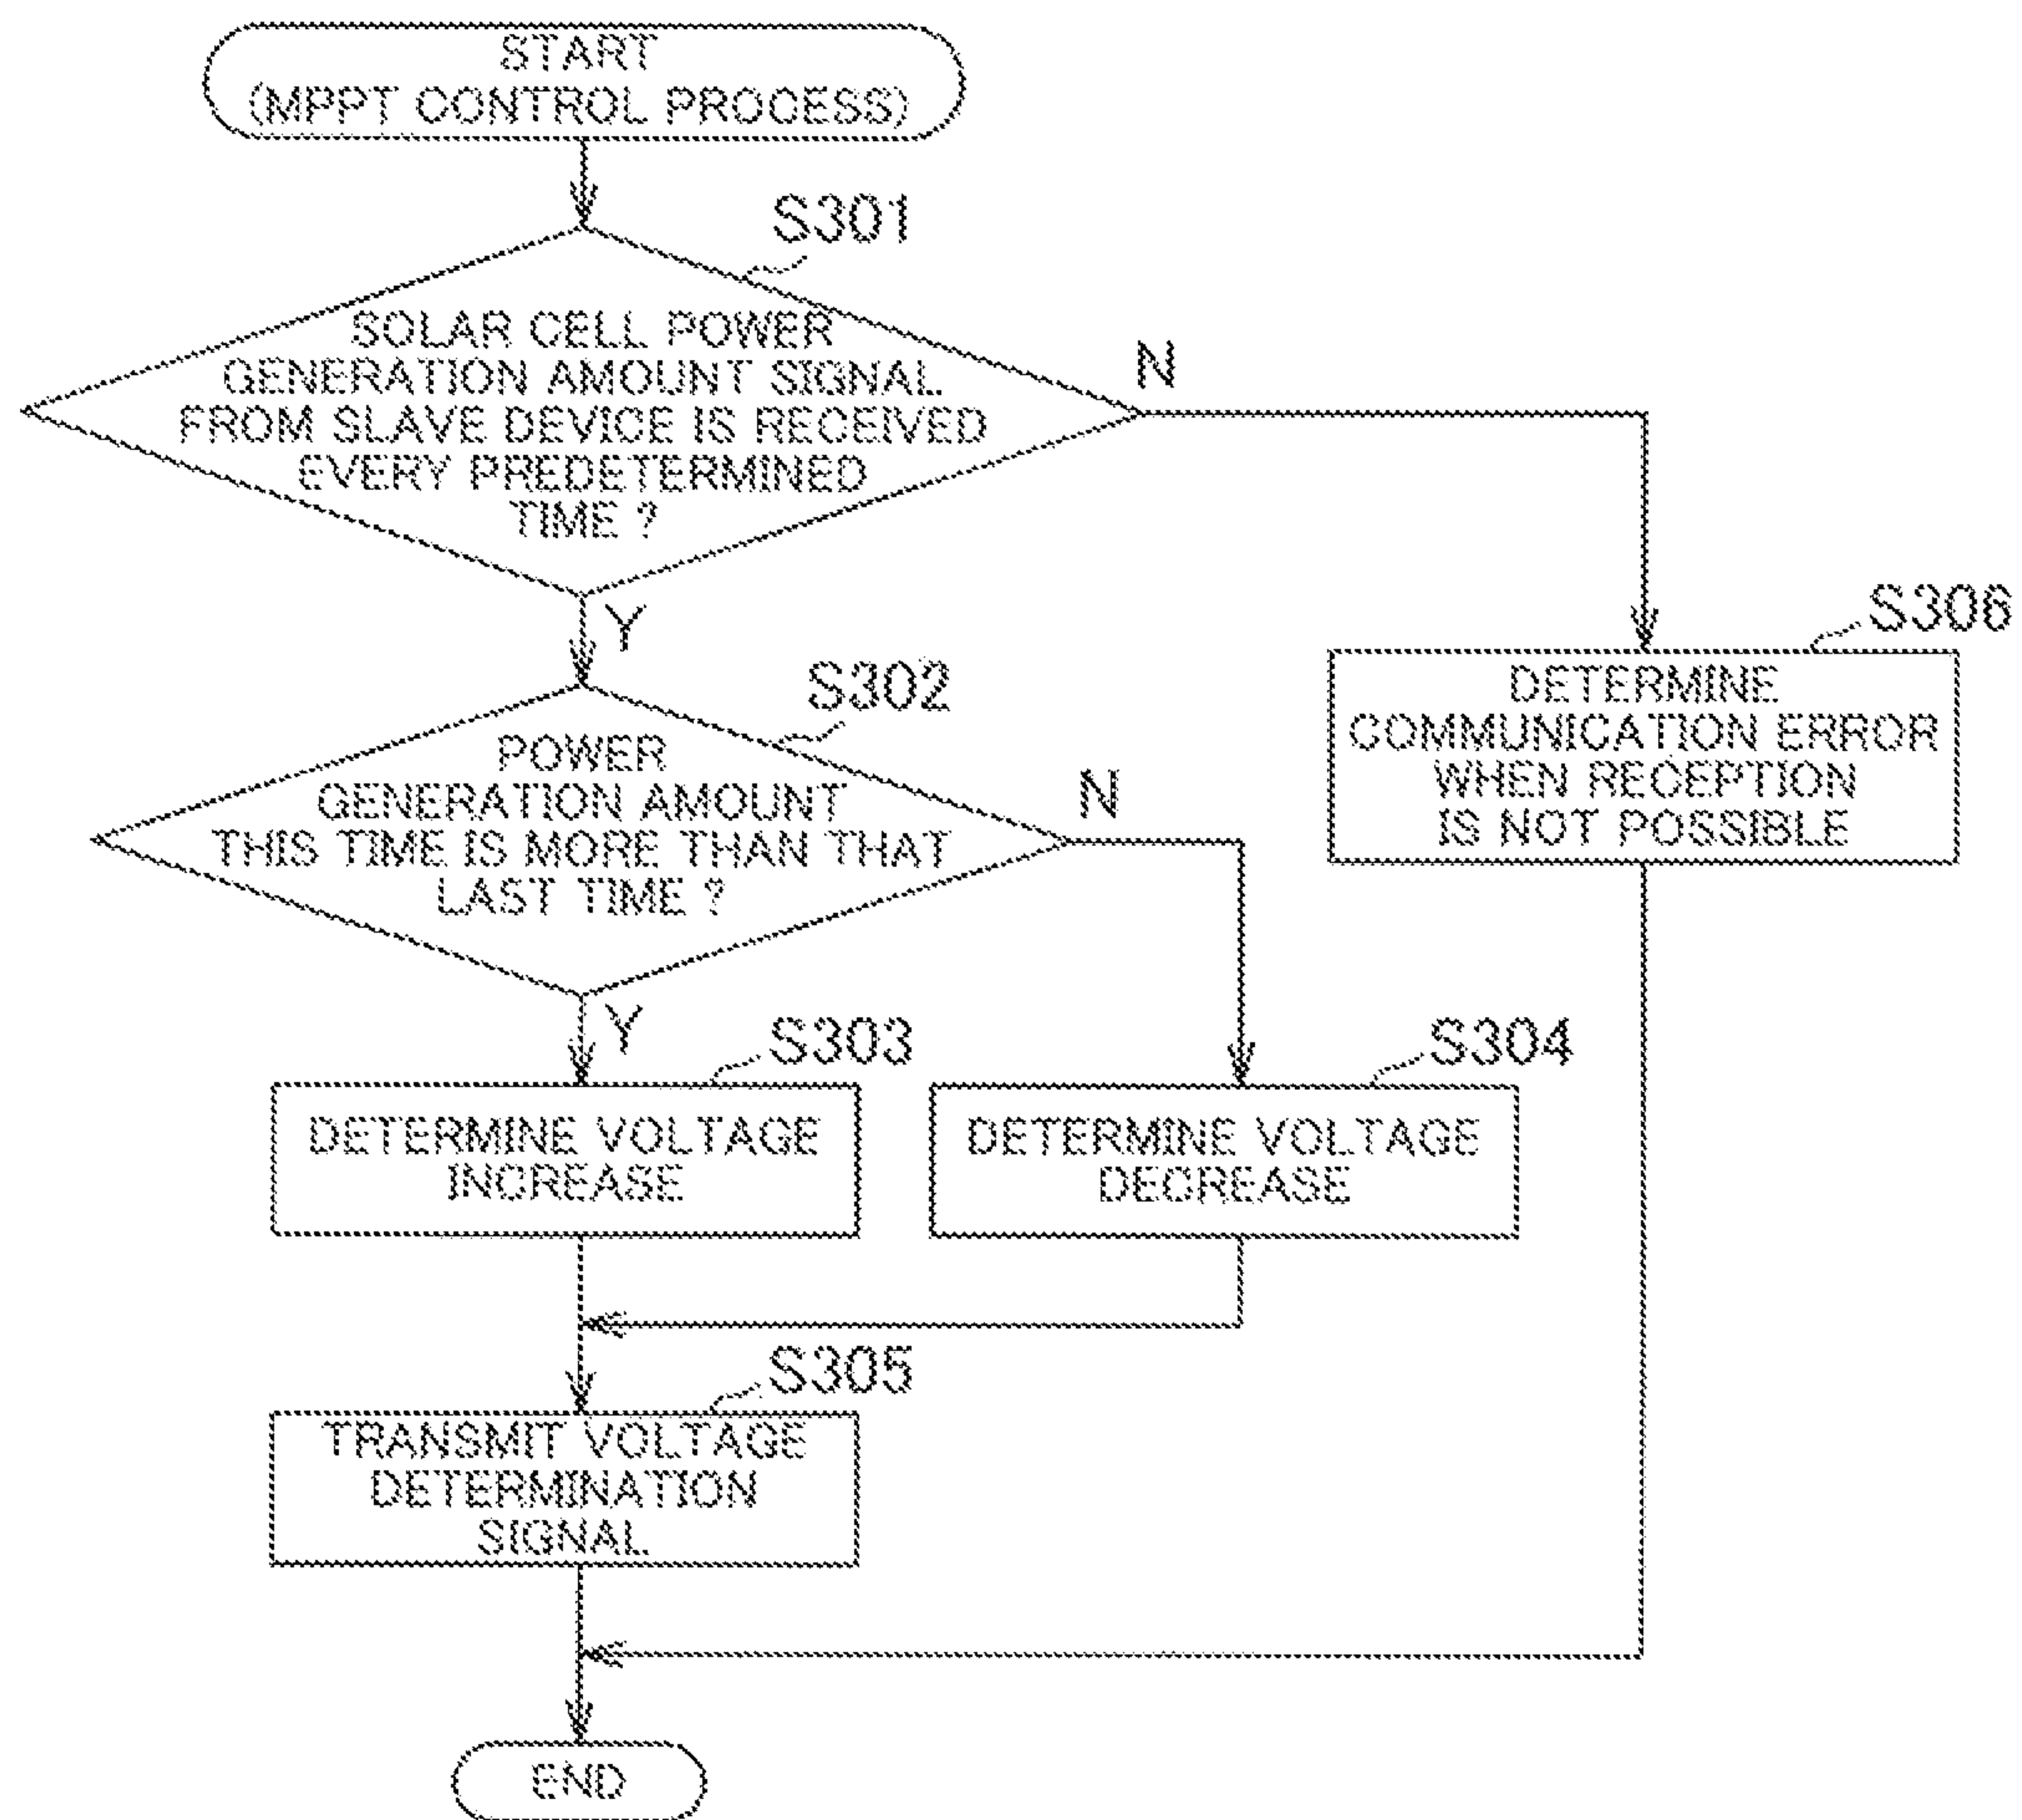 START
(MPPT CONTROL PROCESS)
S301
SOLAR CELL POWER
GENERATION AMOUNT SIGNAL
FROM SLAVE DEVICE IS RECEIVED
EVERY PREDETERMINED
TIME ?
N
Y
S306
DETERMINE
COMMUNICATION ERROR
WHEN RECEPTION
IS NOT POSSIBLE
S302
POWER
GENERATION AMOUNT
THIS TIME IS MORE THAN THAT
LAST TIME ?
N
Y
S303
DETERMINE VOLTAGE
INCREASE
S304
DETERMINE VOLTAGE
DECREASE
S305
TRANSMIT VOLTAGE
DETERMINATION
SIGNAL
END